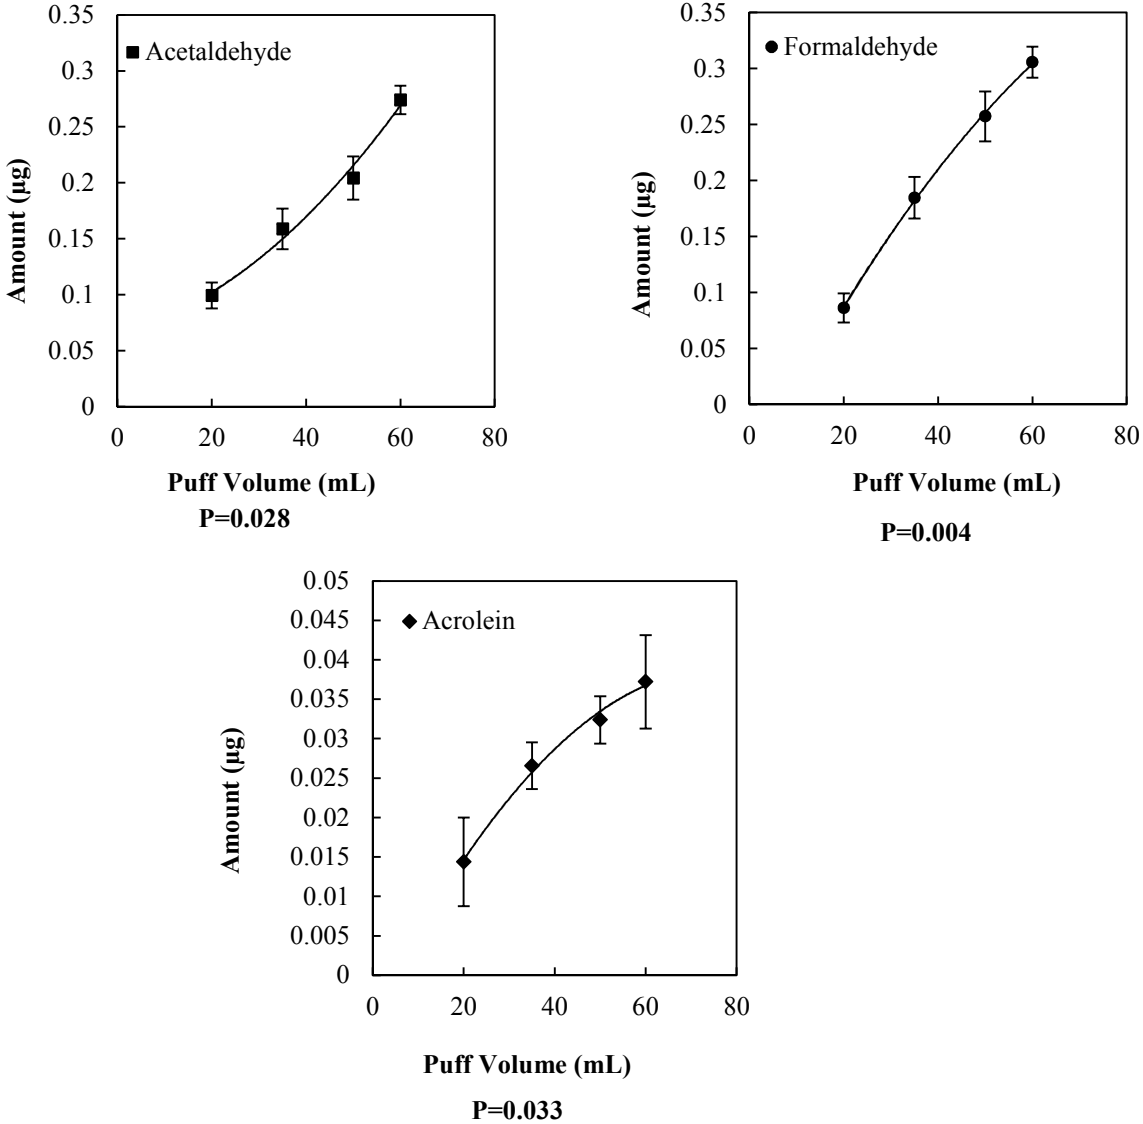 0.35
0.3
0.25
0.2
0.15
0.1
0.05
0
Acetaldehyde
Amount (µg)
0 20 40 60 80
Puff Volume (mL)
P=0.028
0.35
0.3
0.25
0.2
0.15
0.1
0.05
0
Formaldehyde
Amount (µg)
0 20 40 60 80
Puff Volume (mL)
P=0.004
0.05
0.045
0.04
0.035
0.03
0.025
0.02
0.015
0.01
0.005
0
Acrolein
Amount (µg)
0 20 40 60 80
Puff Volume (mL)
P=0.033